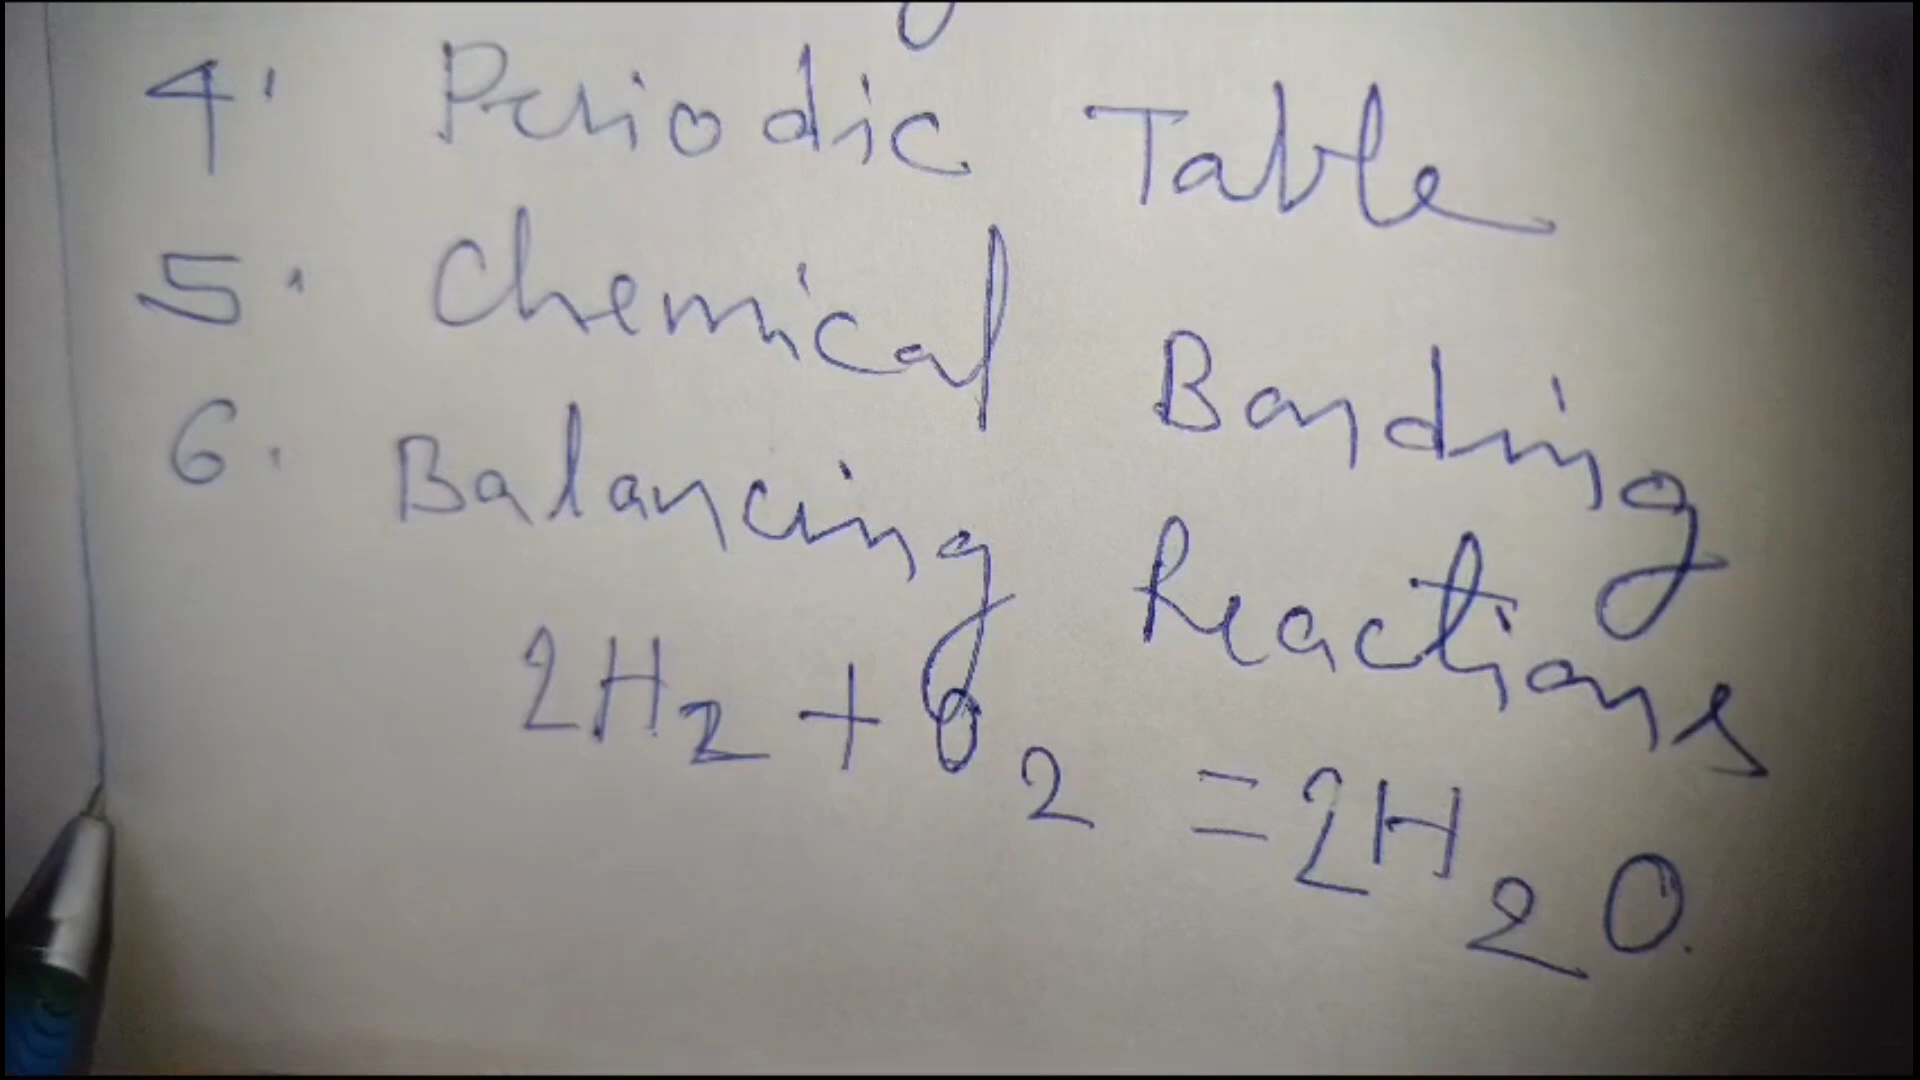 4. Periodic Table
5. Chemical Bonding
6. Balancing Reactions
2H₂ + O₂ = 2H₂O.